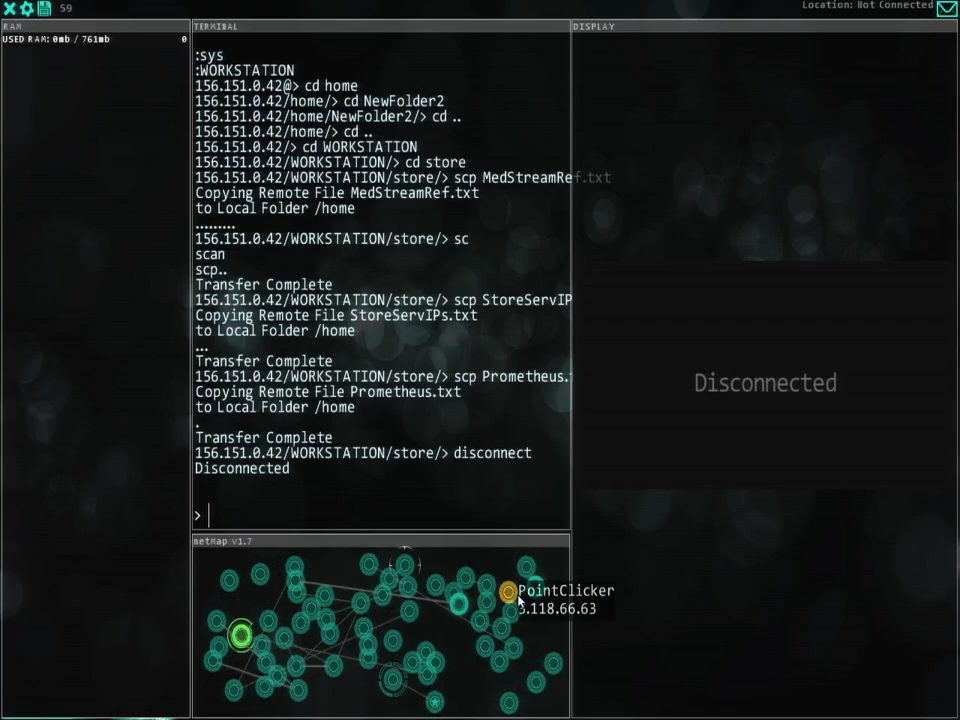 59
Location: Not Connected
RAM
TERMINAL
DISPLAY
USED RAM: 0mb / 761mb
0
:sys
:WORKSTATION
156.151.0.42@> cd home
156.151.0.42/home/> cd NewFolder2
156.151.0.42/home/NewFolder2/> cd ..
156.151.0.42/home/> cd ..
156.151.0.42/> cd WORKSTATION
156.151.0.42/WORKSTATION/> cd store
156.151.0.42/WORKSTATION/store/> scp MedStreamRef.txt
Copying Remote File MedStreamRef.txt
to Local Folder /home
.........
156.151.0.42/WORKSTATION/store/> sc
scan
scp..
Transfer Complete
156.151.0.42/WORKSTATION/store/> scp StoreServIP
Copying Remote File StoreServIPs.txt
to Local Folder /home
...
Transfer Complete
156.151.0.42/WORKSTATION/store/> scp Prometheus.
Copying Remote File Prometheus.txt
to Local Folder /home
.
Transfer Complete
156.151.0.42/WORKSTATION/store/> disconnect
Disconnected
>
Disconnected
netMap v1.7
PointClicker
3.118.66.63